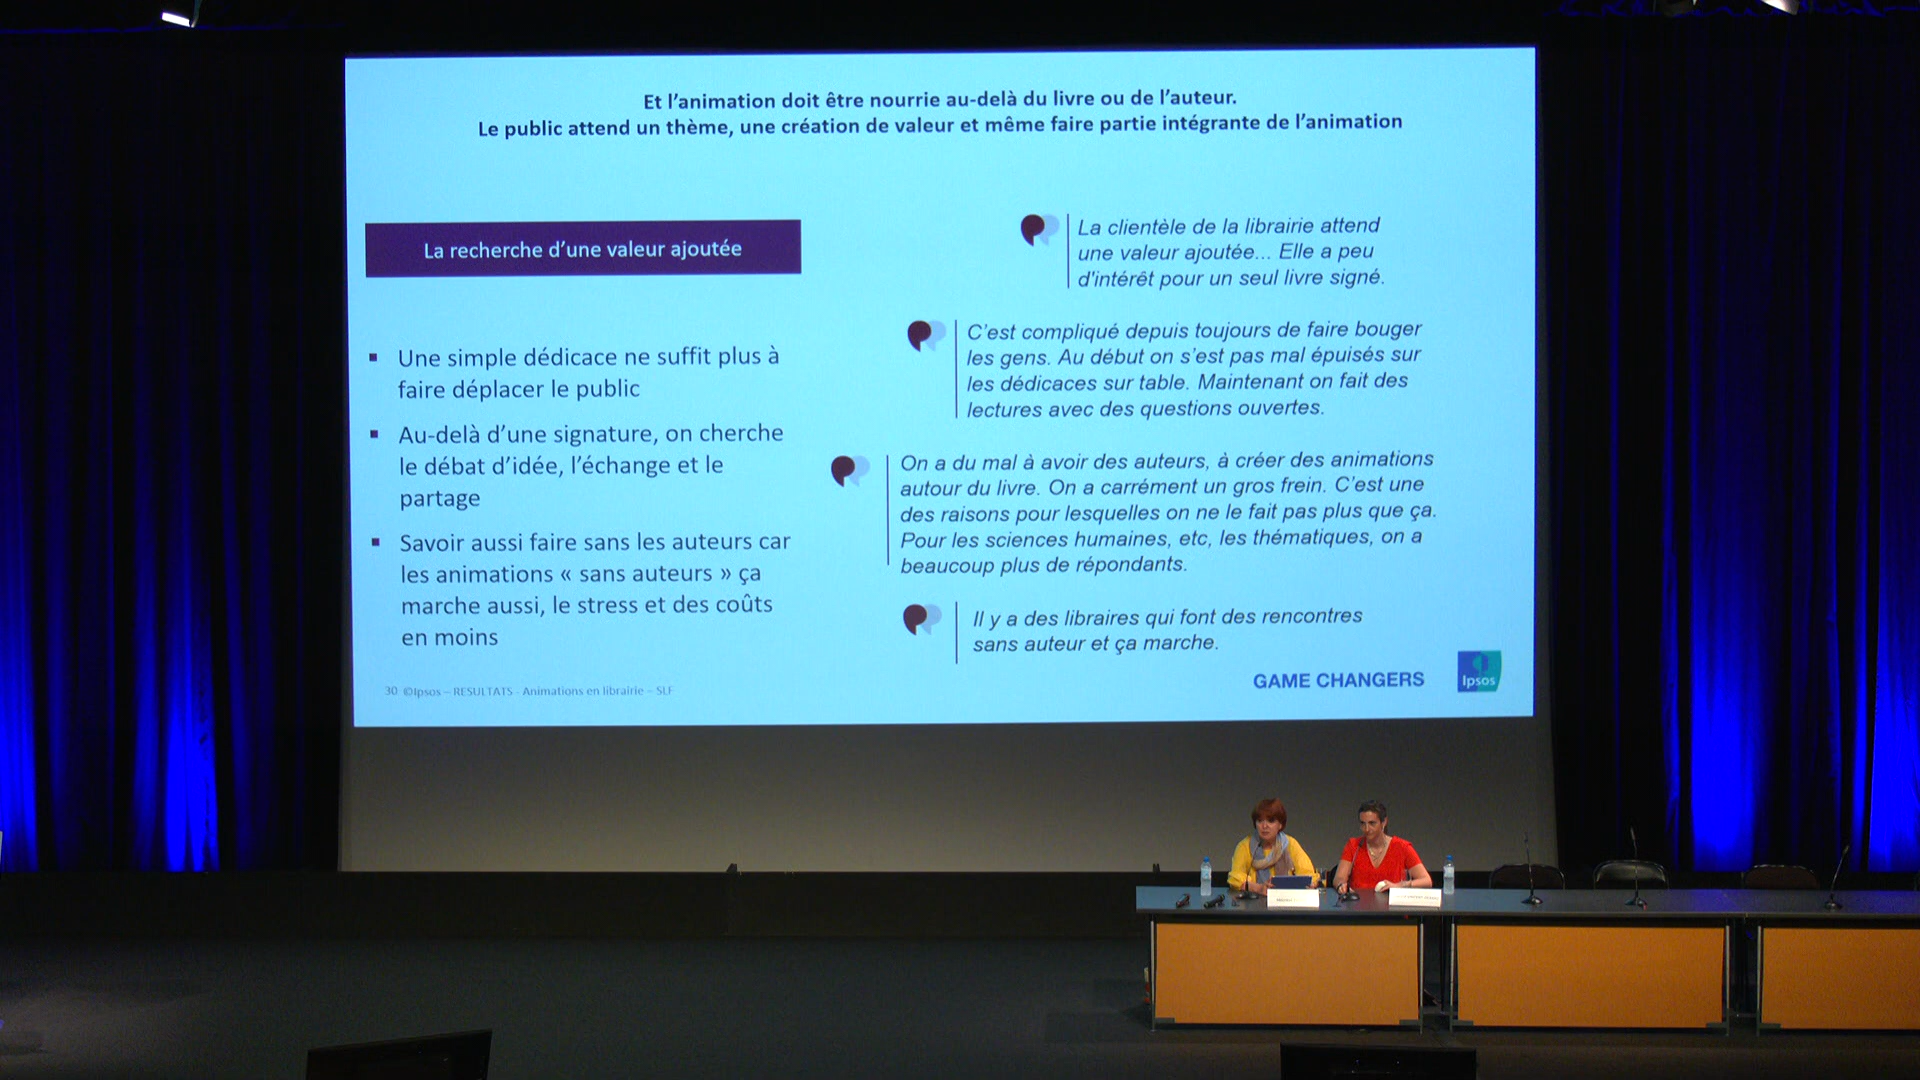 Et l'animation doit être nourrie au-delà du livre ou de l'auteur.
Le public attend un thème, une création de valeur et même faire partie intégrante de l'animation
La recherche d'une valeur ajoutée
▪ Une simple dédicace ne suffit plus à
faire déplacer le public
▪ Au-delà d'une signature, on cherche
le débat d'idée, l'échange et le
partage
▪ Savoir aussi faire sans les auteurs car
les animations « sans auteurs » ça
marche aussi, le stress et des coûts
en moins
La clientèle de la librairie attend
une valeur ajoutée... Elle a peu
d'intérêt pour un seul livre signé.
C'est compliqué depuis toujours de faire bouger
les gens. Au début on s'est pas mal épuisés sur
les dédicaces sur table. Maintenant on fait des
lectures avec des questions ouvertes.
On a du mal à avoir des auteurs, à créer des animations
autour du livre. On a carrément un gros frein. C'est une
des raisons pour lesquelles on ne le fait pas plus que ça.
Pour les sciences humaines, etc, les thématiques, on a
beaucoup plus de répondants.
Il y a des libraires qui font des rencontres
sans auteur et ça marche.
30 ©Ipsos – RESULTATS - Animations en librairie – SLF
GAME CHANGERS
Ipsos